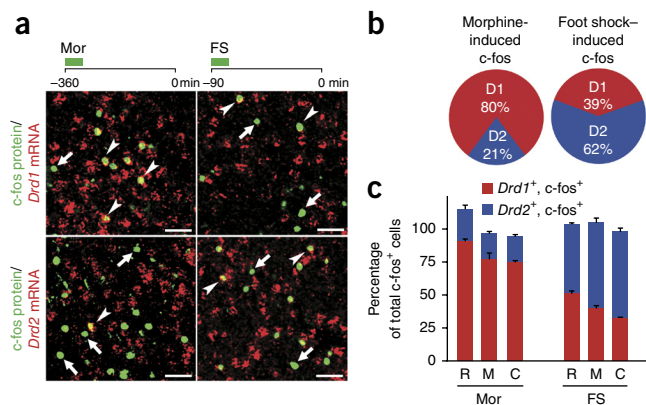 a
Mor
FS
–360
0 min
–90
0 min
c-fos protein/
Drd1 mRNA
c-fos protein/
Drd2 mRNA
b
Morphine-
induced
c-fos
Foot shock–
induced
c-fos
D1
80%
D2
21%
D1
39%
D2
62%
c
Drd1+, c-fos+
Drd2+, c-fos+
Percentage
of total c-fos+ cells
100
75
50
25
0
R M C R M C
Mor FS